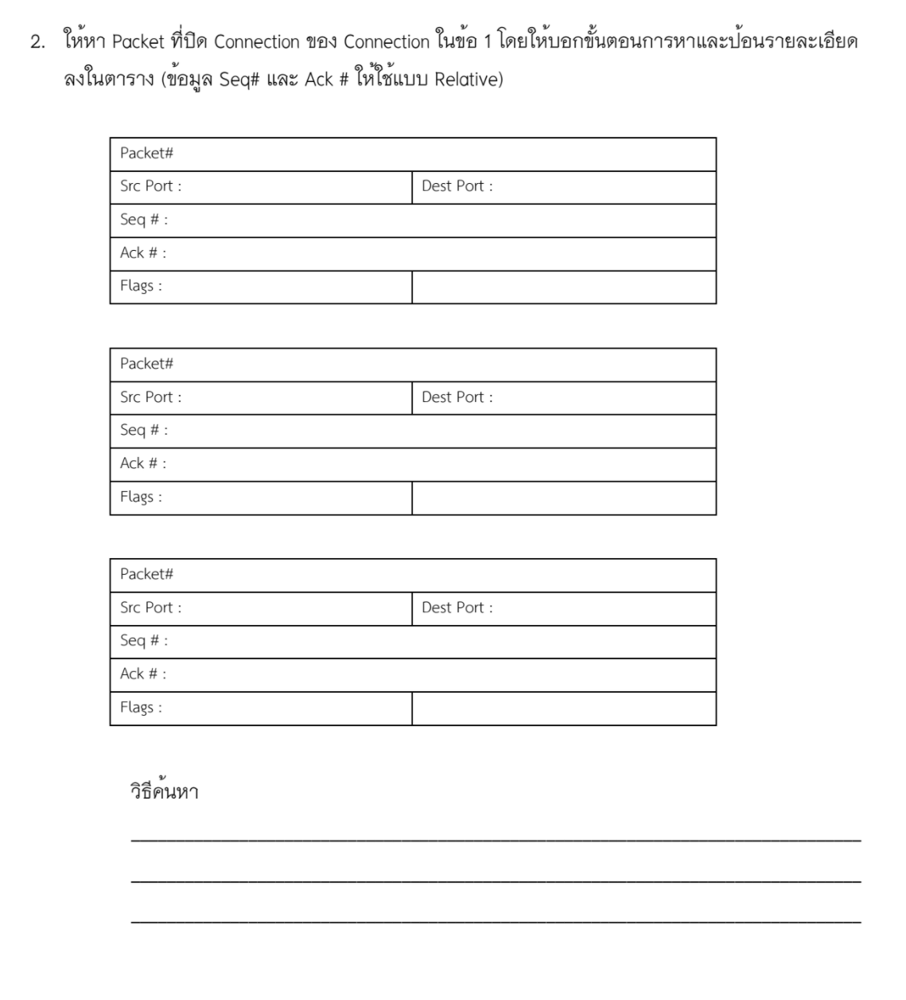 2. ให้หา Packet ที่ปิด Connection ของ Connection ในข้อ 1 โดยให้บอกขั้นตอนการหาและป้อนรายละเอียด
ลงในตาราง (ข้อมูล Seq# และ Ack # ให้ใช้แบบ Relative)
Packet#
Src Port : Dest Port :
Seq # :
Ack # :
Flags :
Packet#
Src Port : Dest Port :
Seq # :
Ack # :
Flags :
Packet#
Src Port : Dest Port :
Seq # :
Ack # :
Flags :
วิธีค้นหา